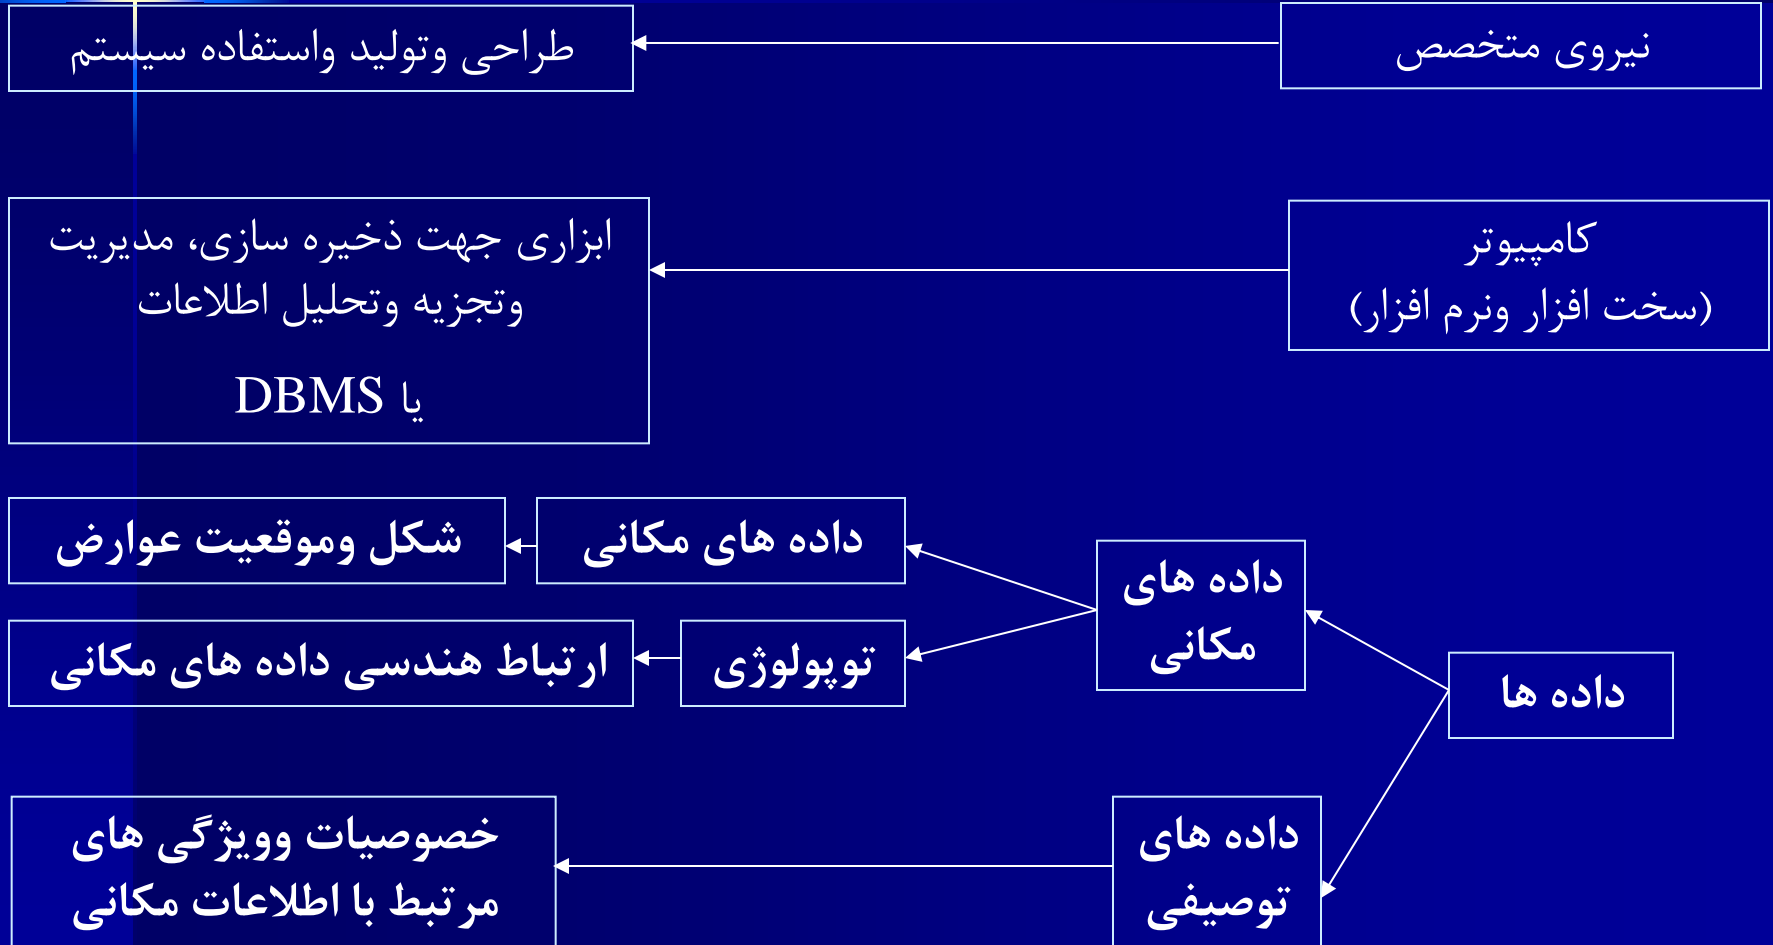 نیروی متخصص
طراحی وتولید واستفاده سیستم
کامپیوتر
(سخت افزار ونرم افزار)
ابزاری جهت ذخیره سازی، مدیریت
وتجزیه وتحلیل اطلاعات
یا DBMS
داده ها
داده های
مکانی
داده های مکانی
شکل وموقعیت عوارض
توپولوژی
ارتباط هندسی داده های مکانی
داده های
توصیفی
خصوصیات وویژگی های
مرتبط با اطلاعات مکانی